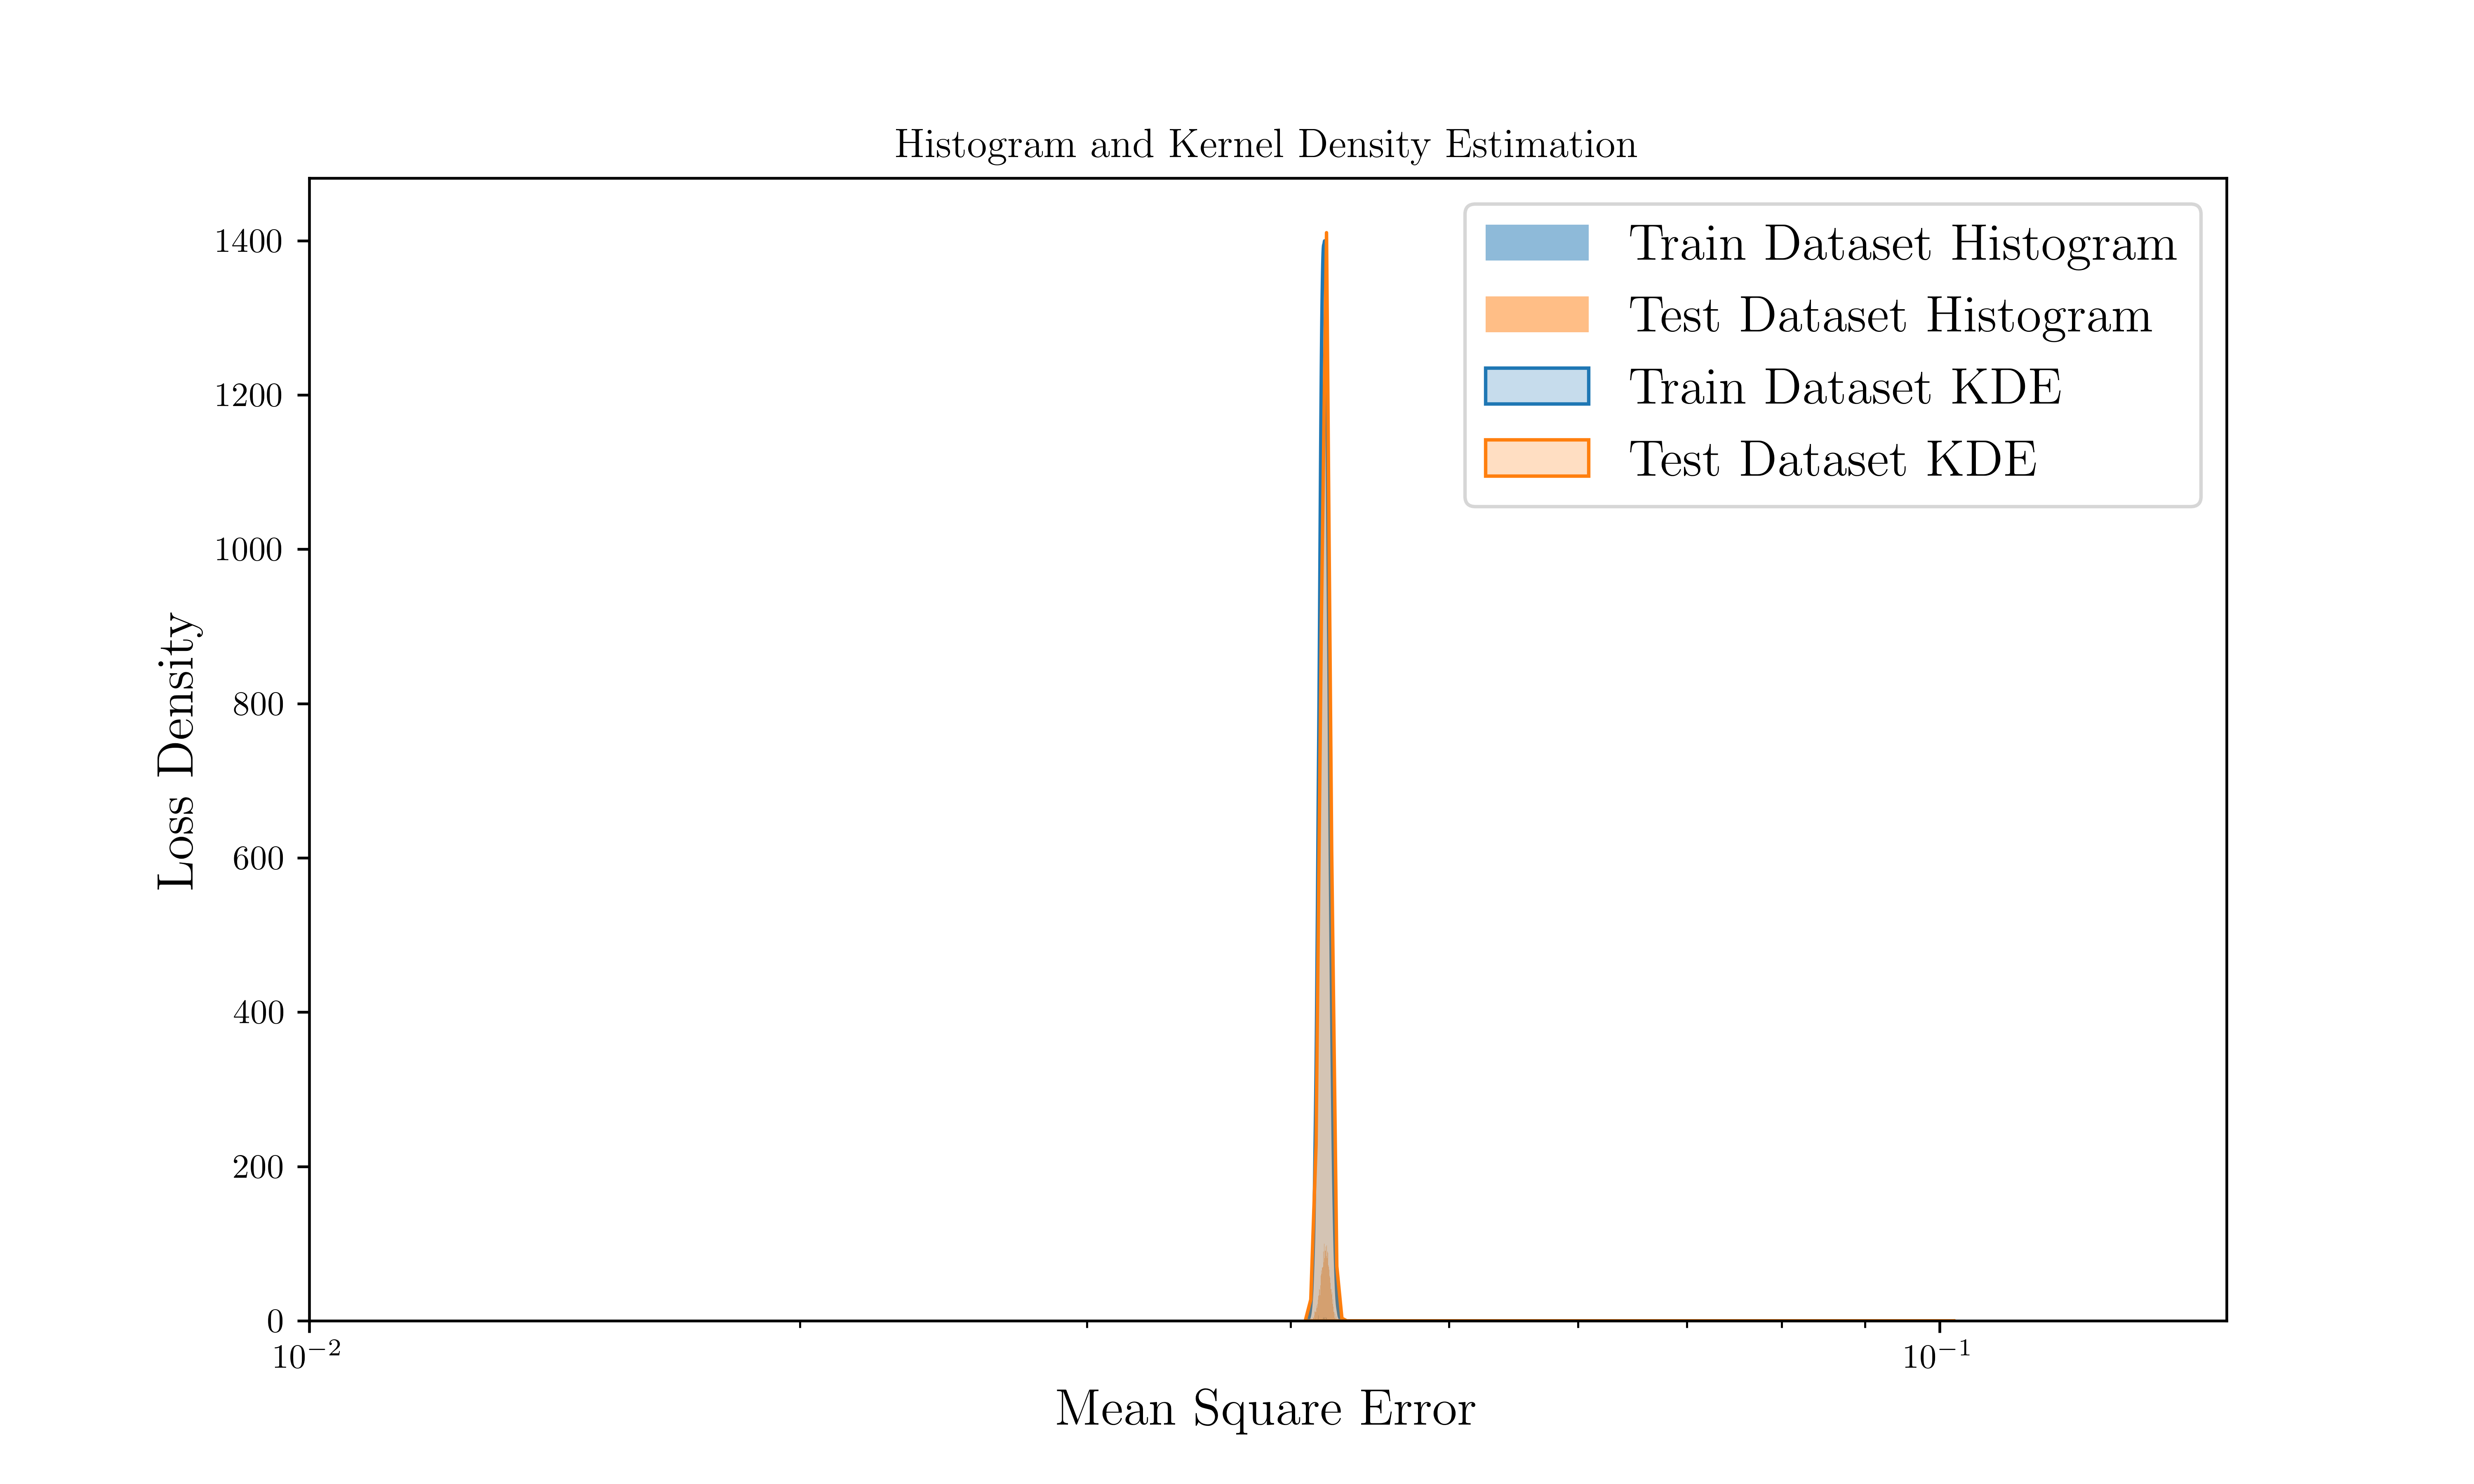 Histogram and Kernel Density Estimation
Train Dataset Histogram
Test Dataset Histogram
Train Dataset KDE
Test Dataset KDE
Loss Density
1400
1200
1000
800
600
400
200
0
10⁻² 10⁻¹
Mean Square Error